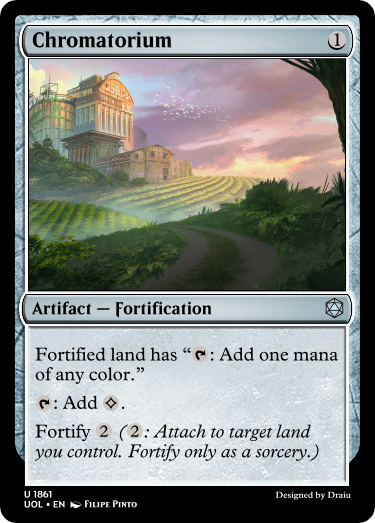 Chromatorium 1
Artifact — Fortification
Fortified land has “: Add one mana
of any color.”
: Add .
Fortify 2 (2: Attach to target land
you control. Fortify only as a sorcery.)
U 1861
UOL • EN Filipe Pinto
Designed by Draiu